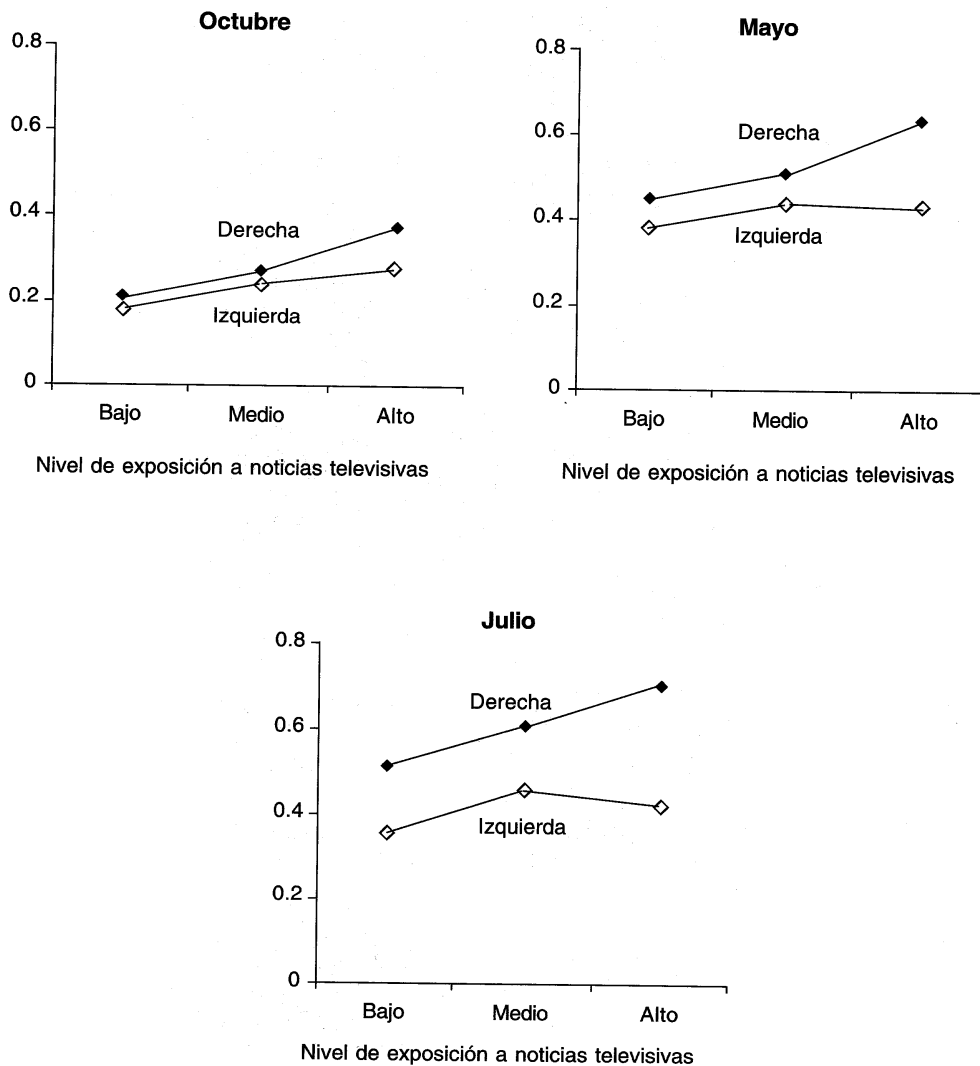 Octubre
0.8
0.6
0.4
0.2
0
Derecha
Izquierda
Bajo Medio Alto
Nivel de exposición a noticias televisivas
Mayo
0.8
0.6
0.4
0.2
0
Derecha
Izquierda
Bajo Medio Alto
Nivel de exposición a noticias televisivas
Julio
0.8
0.6
0.4
0.2
0
Derecha
Izquierda
Bajo Medio Alto
Nivel de exposición a noticias televisivas